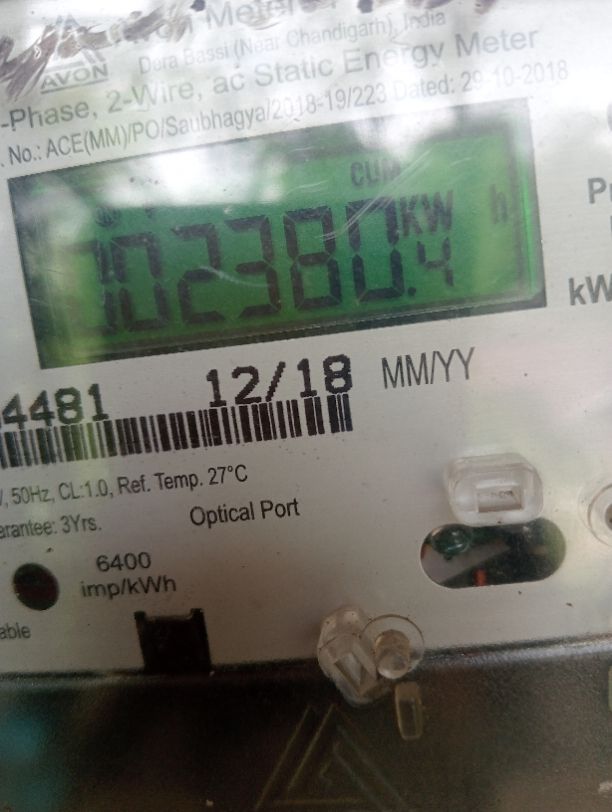 AVON
Dera Bassi (Near Chandigarh), India
-Phase, 2-Wire, ac Static Energy Meter
. No.: ACE(MM)/PO/Saubhagya/2018-19/223 Dated: 29-10-2018
CUM
002380.4 KWh
kW
4481 12/18 MM/YY
, 50Hz, CL:1.0, Ref. Temp. 27°C
arantee: 3Yrs.
Optical Port
6400
imp/kWh
able